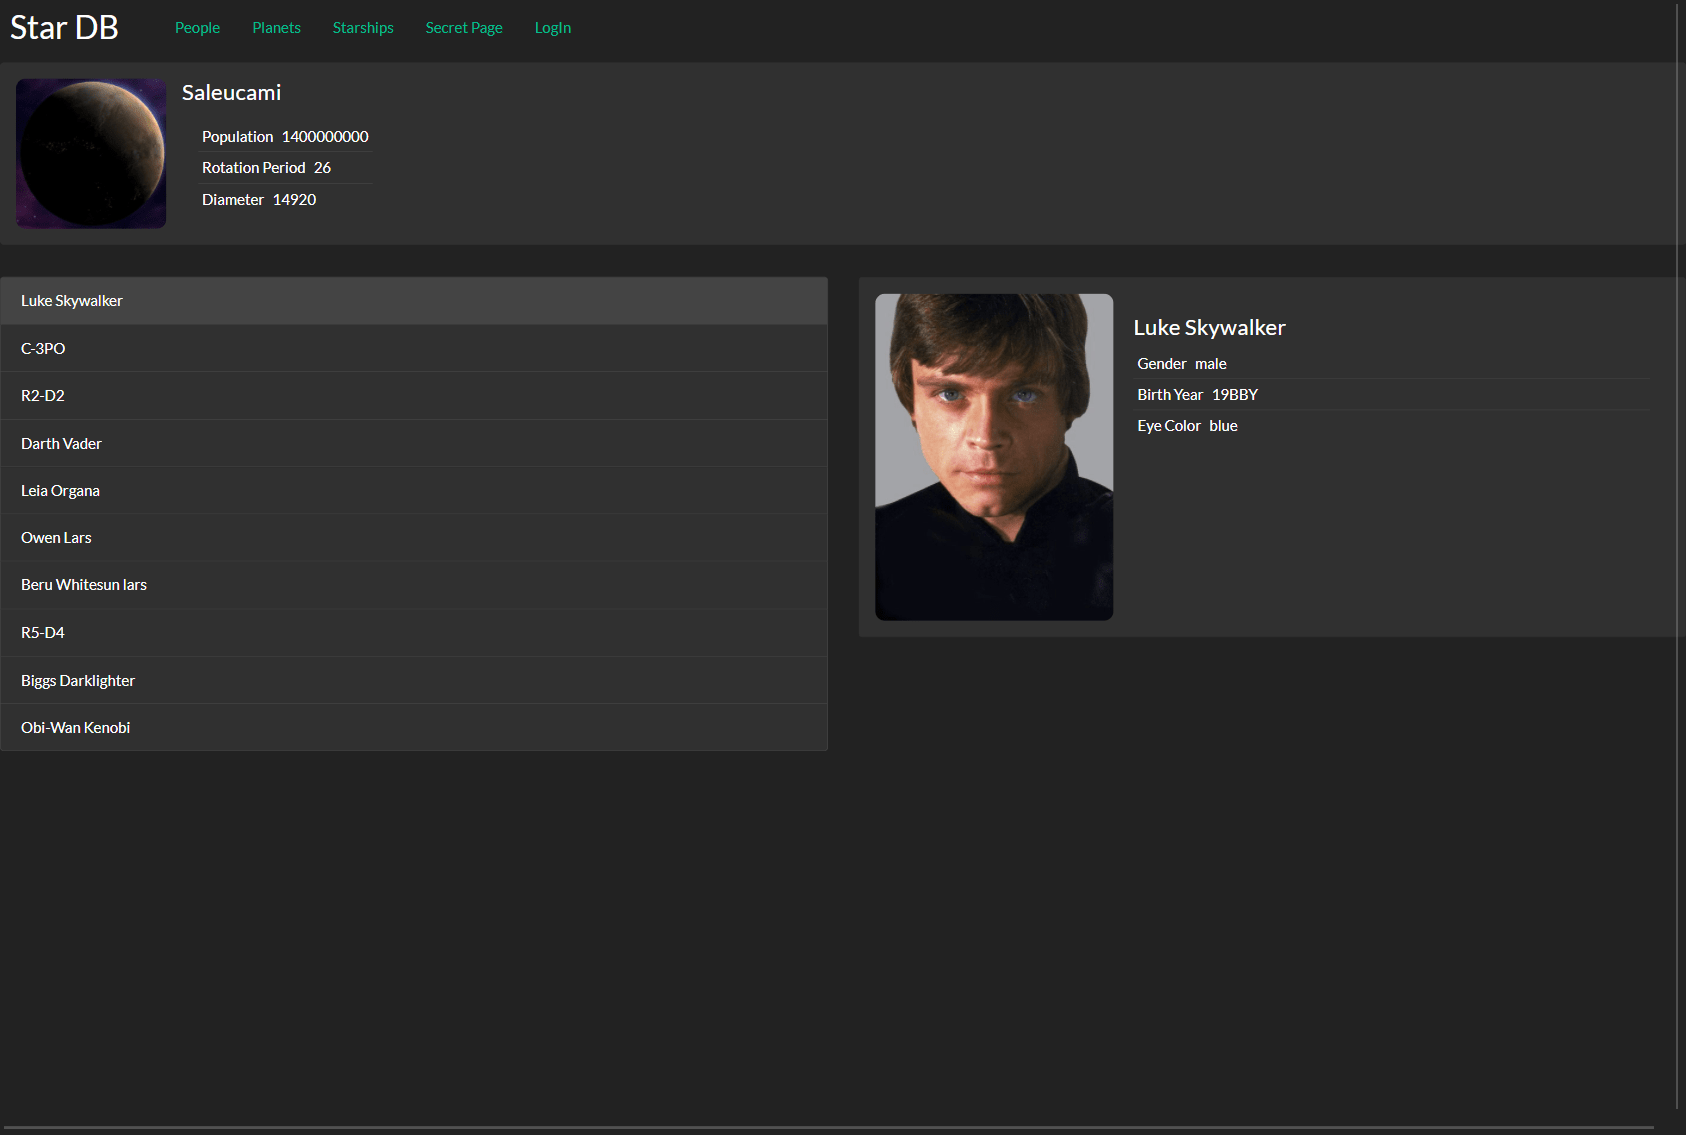 Star DB People Planets Starships Secret Page LogIn
Saleucami
Population 1400000000
Rotation Period 26
Diameter 14920
Luke Skywalker
C-3PO
R2-D2
Darth Vader
Leia Organa
Owen Lars
Beru Whitesun lars
R5-D4
Biggs Darklighter
Obi-Wan Kenobi
Luke Skywalker
Gender male
Birth Year 19BBY
Eye Color blue